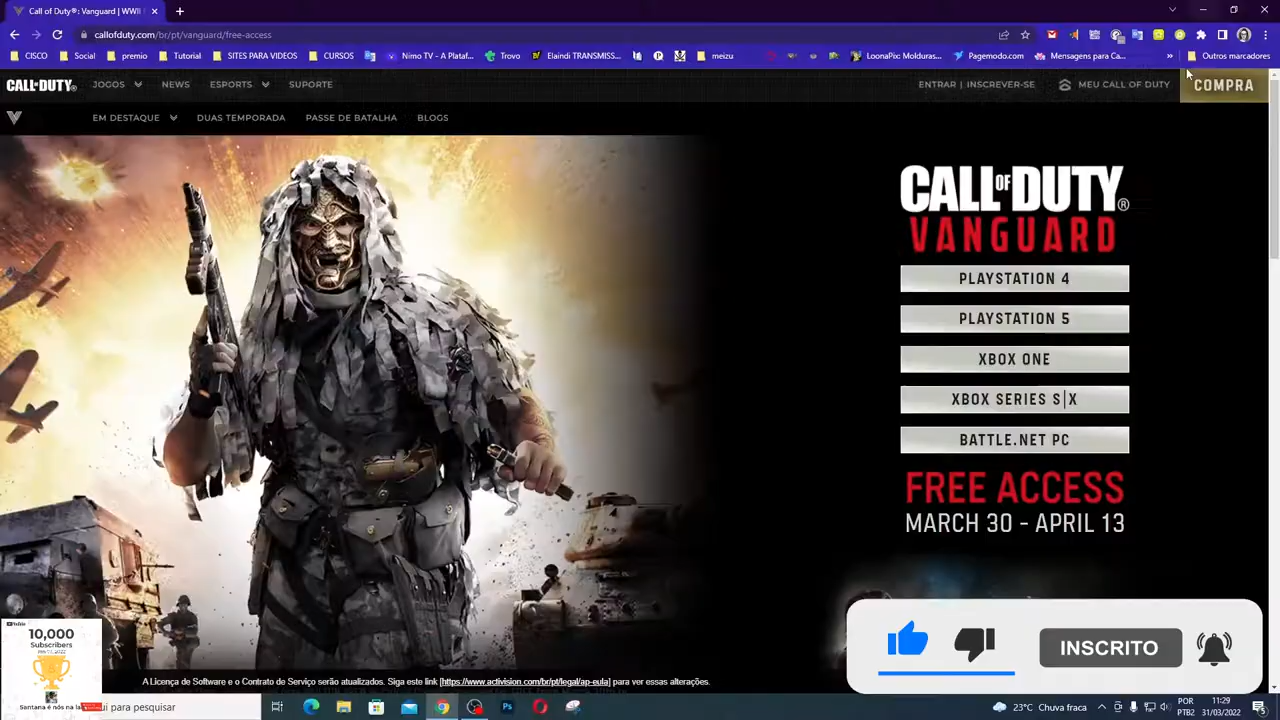 Call of Duty®: Vanguard | WWII
callofduty.com/br/pt/vanguard/free-access
CISCO
Social
premio
Tutorial
SITES PARA VIDEOS
CURSOS
Nimo TV - A Plataf...
Trovo
Elaindi TRANSMISS...
meizu
LoonaPix Molduras...
Pagemodo.com
Mensagens para Ca...
»
Outros marcadores
CALL OF DUTY®
JOGOS
NEWS
ESPORTS
SUPORTE
ENTRAR | INSCREVER-SE
MEU CALL OF DUTY
COMPRA
EM DESTAQUE
DUAS TEMPORADA
PASSE DE BATALHA
BLOGS
CALL OF DUTY®
VANGUARD
PLAYSTATION 4
PLAYSTATION 5
XBOX ONE
XBOX SERIES S|X
BATTLE.NET PC
FREE ACCESS
MARCH 30 - APRIL 13
INSCRITO
10,000
Subscribers
A Licença de Software e o Contrato de Serviço serão atualizados. Siga este link [https://www.activision.com/br/pt/legal/ap-eula] para ver essas alterações.
Santana é nós na la
ui para pesquisar
23°C Chuva fraca
POR
PTB2
11:29
31/03/2022